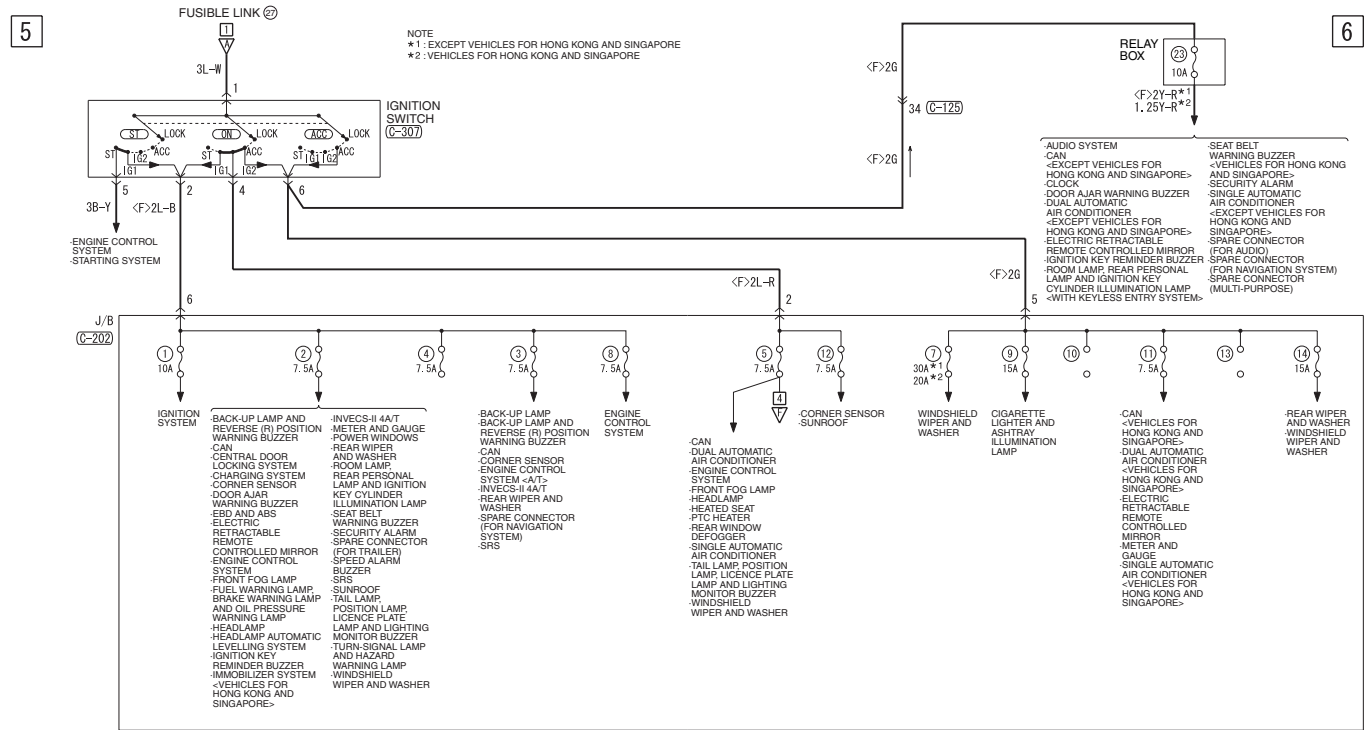 5
FUSIBLE LINK 27
1
A
3L-W
1
NOTE
*1 : EXCEPT VEHICLES FOR HONG KONG AND SINGAPORE
*2 : VEHICLES FOR HONG KONG AND SINGAPORE
6
RELAY
BOX
23
10A
<F>2Y-R*1
1.25Y-R*2
<F>2G
34 (C-125)
<F>2G
IGNITION
SWITCH
(C-307)
ST
LOCK
ON
LOCK
ACC
LOCK
ST
IG1
IG2
ACC
ST
IG1
IG2
ACC
ST
IG1
IG2
ACC
5
2
4
6
3B-Y
<F>2L-B
-ENGINE CONTROL
SYSTEM
-STARTING SYSTEM
-AUDIO SYSTEM
-CAN
<EXCEPT VEHICLES FOR
HONG KONG AND SINGAPORE>
-CLOCK
-DOOR AJAR WARNING BUZZER
-DUAL AUTOMATIC
AIR CONDITIONER
<EXCEPT VEHICLES FOR
HONG KONG AND SINGAPORE>
-ELECTRIC RETRACTABLE
REMOTE CONTROLLED MIRROR
-IGNITION KEY REMINDER BUZZER
-ROOM LAMP, REAR PERSONAL
LAMP AND IGNITION KEY
CYLINDER ILLUMINATION LAMP
<WITH KEYLESS ENTRY SYSTEM>
-SEAT BELT
WARNING BUZZER
<VEHICLES FOR HONG KONG
AND SINGAPORE>
-SECURITY ALARM
-SINGLE AUTOMATIC
AIR CONDITIONER
<EXCEPT VEHICLES FOR
HONG KONG AND
SINGAPORE>
-SPARE CONNECTOR
(FOR AUDIO)
-SPARE CONNECTOR
(FOR NAVIGATION SYSTEM)
-SPARE CONNECTOR
(MULTI-PURPOSE)
<F>2L-R
<F>2G
6
2
5
J/B
(C-202)
1
10A
2
7.5A
4
7.5A
3
7.5A
8
7.5A
5
7.5A
12
7.5A
7
30A*1
20A*2
9
15A
10
11
7.5A
13
14
15A
4
F
IGNITION
SYSTEM
-BACK-UP LAMP AND
REVERSE (R) POSITION
WARNING BUZZER
-CAN
-CENTRAL DOOR
LOCKING SYSTEM
-CHARGING SYSTEM
-CORNER SENSOR
-DOOR AJAR
WARNING BUZZER
-EBD AND ABS
-ELECTRIC
RETRACTABLE
REMOTE
CONTROLLED MIRROR
-ENGINE CONTROL
SYSTEM
-FRONT FOG LAMP
-FUEL WARNING LAMP,
BRAKE WARNING LAMP
AND OIL PRESSURE
WARNING LAMP
-HEADLAMP
-HEADLAMP AUTOMATIC
LEVELLING SYSTEM
-IGNITION KEY
REMINDER BUZZER
-IMMOBILIZER SYSTEM
<VEHICLES FOR
HONG KONG AND
SINGAPORE>
-INVECS-II 4A/T
-METER AND GAUGE
-POWER WINDOWS
-REAR WIPER
AND WASHER
-ROOM LAMP,
REAR PERSONAL
LAMP AND IGNITION
KEY CYLINDER
ILLUMINATION LAMP
-SEAT BELT
WARNING BUZZER
-SECURITY ALARM
-SPARE CONNECTOR
(FOR TRAILER)
-SPEED ALARM
BUZZER
-SRS
-SUNROOF
-TAIL LAMP,
POSITION LAMP,
LICENCE PLATE
LAMP AND LIGHTING
MONITOR BUZZER
-TURN-SIGNAL LAMP
AND HAZARD
WARNING LAMP
-WINDSHIELD
WIPER AND WASHER
-BACK-UP LAMP
-BACK-UP LAMP AND
REVERSE (R) POSITION
WARNING BUZZER
-CAN
-CORNER SENSOR
-ENGINE CONTROL
SYSTEM <A/T>
-INVECS-II 4A/T
-REAR WIPER AND
WASHER
-SPARE CONNECTOR
(FOR NAVIGATION
SYSTEM)
-SRS
ENGINE
CONTROL
SYSTEM
-CAN
-DUAL AUTOMATIC
AIR CONDITIONER
-ENGINE CONTROL
SYSTEM
-FRONT FOG LAMP
-HEADLAMP
-HEATED SEAT
-PTC HEATER
-REAR WINDOW
DEFOGGER
-SINGLE AUTOMATIC
AIR CONDITIONER
-TAIL LAMP, POSITION
LAMP, LICENCE PLATE
LAMP AND LIGHTING
MONITOR BUZZER
-WINDSHIELD
WIPER AND WASHER
-CORNER SENSOR
-SUNROOF
WINDSHIELD
WIPER AND
WASHER
CIGARETTE
LIGHTER AND
ASHTRAY
ILLUMINATION
LAMP
-CAN
<VEHICLES FOR
HONG KONG AND
SINGAPORE>
-DUAL AUTOMATIC
AIR CONDITIONER
<VEHICLES FOR
HONG KONG AND
SINGAPORE>
-ELECTRIC
RETRACTABLE
REMOTE
CONTROLLED
MIRROR
-METER AND
GAUGE
-SINGLE AUTOMATIC
AIR CONDITIONER
<VEHICLES FOR
HONG KONG AND
SINGAPORE>
-REAR WIPER
AND WASHER
-WINDSHIELD
WIPER AND
WASHER